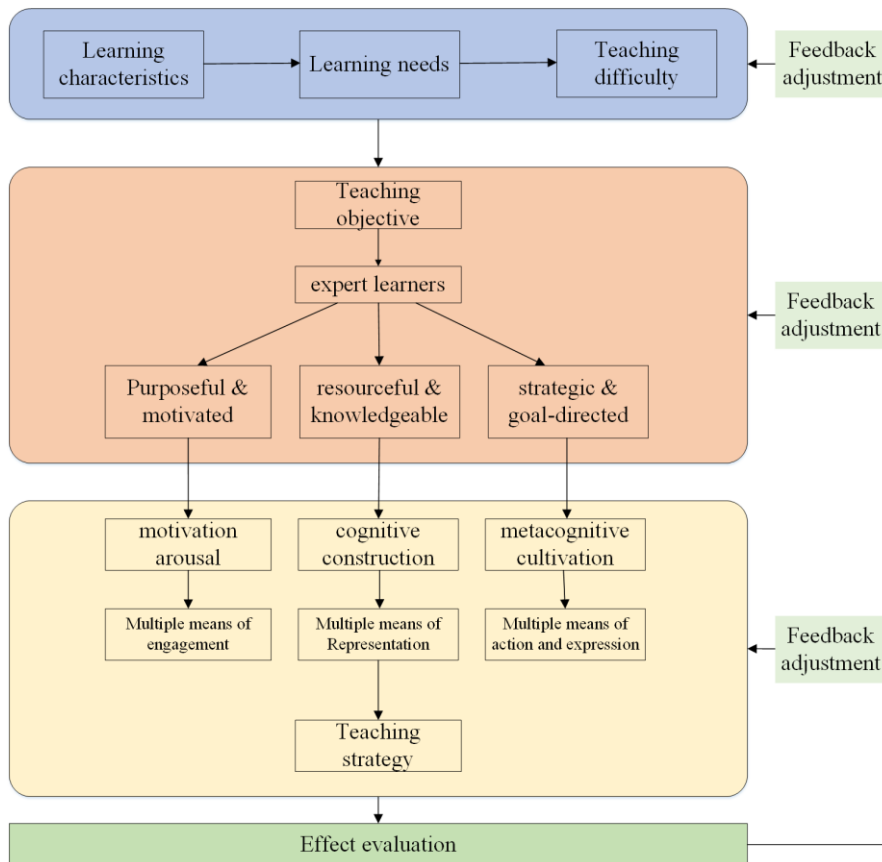 Learning
characteristics
Learning needs
Teaching
difficulty
Feedback
adjustment
Teaching
objective
expert learners
Purposeful &
motivated
resourceful &
knowledgeable
strategic &
goal-directed
Feedback
adjustment
motivation
arousal
cognitive
construction
metacognitive
cultivation
Multiple means of
engagement
Multiple means of
Representation
Multiple means of
action and expression
Teaching
strategy
Feedback
adjustment
Effect evaluation